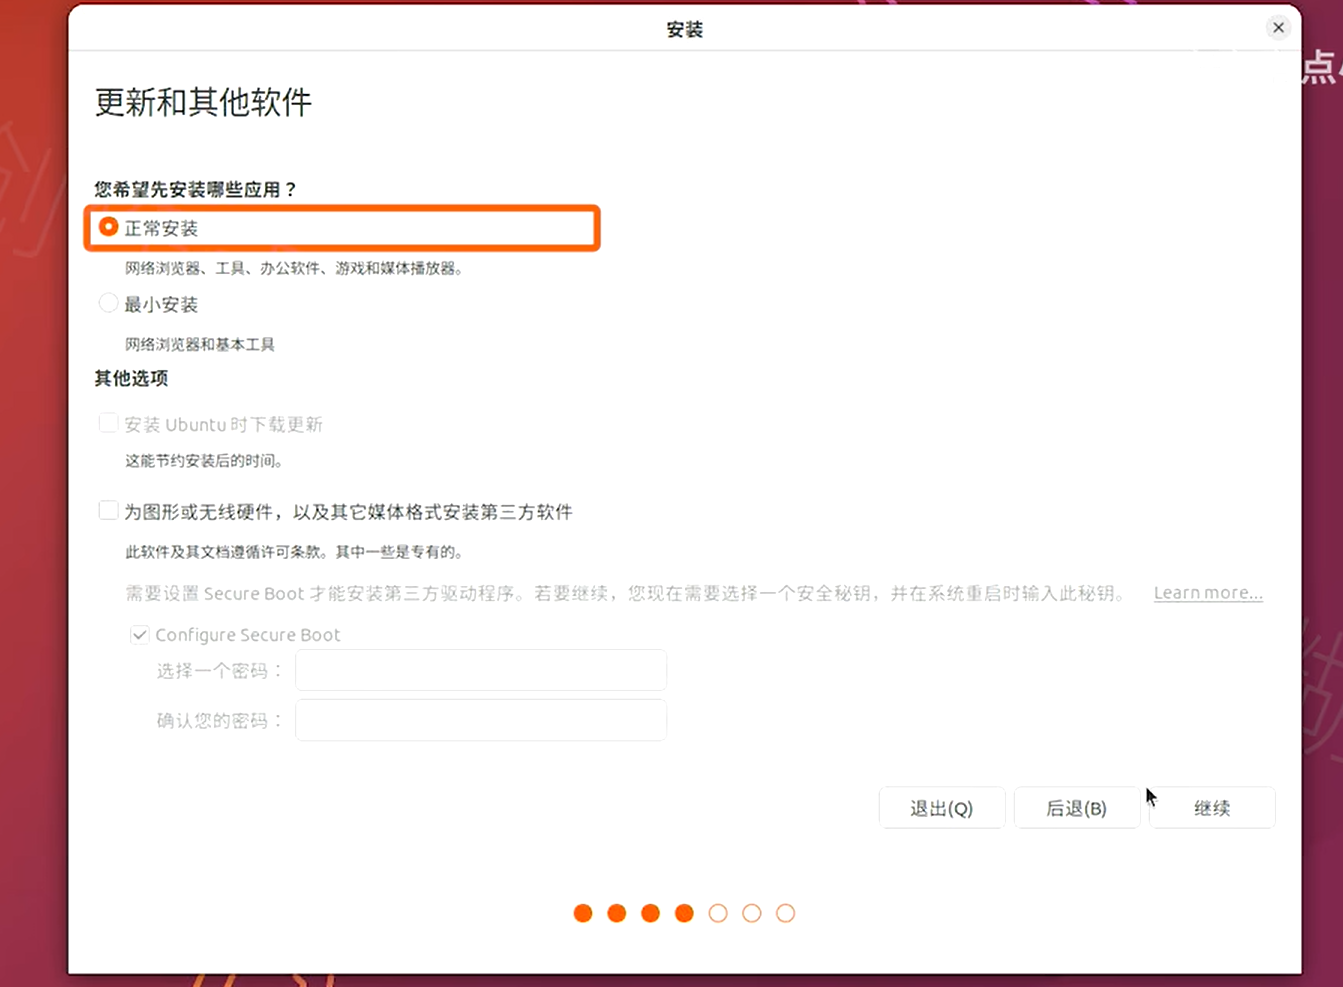 安装
点
更新和其他软件
您希望先安装哪些应用？
正常安装
网络浏览器、工具、办公软件、游戏和媒体播放器。
最小安装
网络浏览器和基本工具
其他选项
安装 Ubuntu 时下载更新
这能节约安装后的时间。
为图形或无线硬件，以及其它媒体格式安装第三方软件
此软件及其文档遵循许可条款。其中一些是专有的。
需要设置 Secure Boot 才能安装第三方驱动程序。若要继续，您现在需要选择一个安全秘钥，并在系统重启时输入此秘钥。 Learn more...
Configure Secure Boot
选择一个密码：
确认您的密码：
退出(Q) 后退(B) 继续